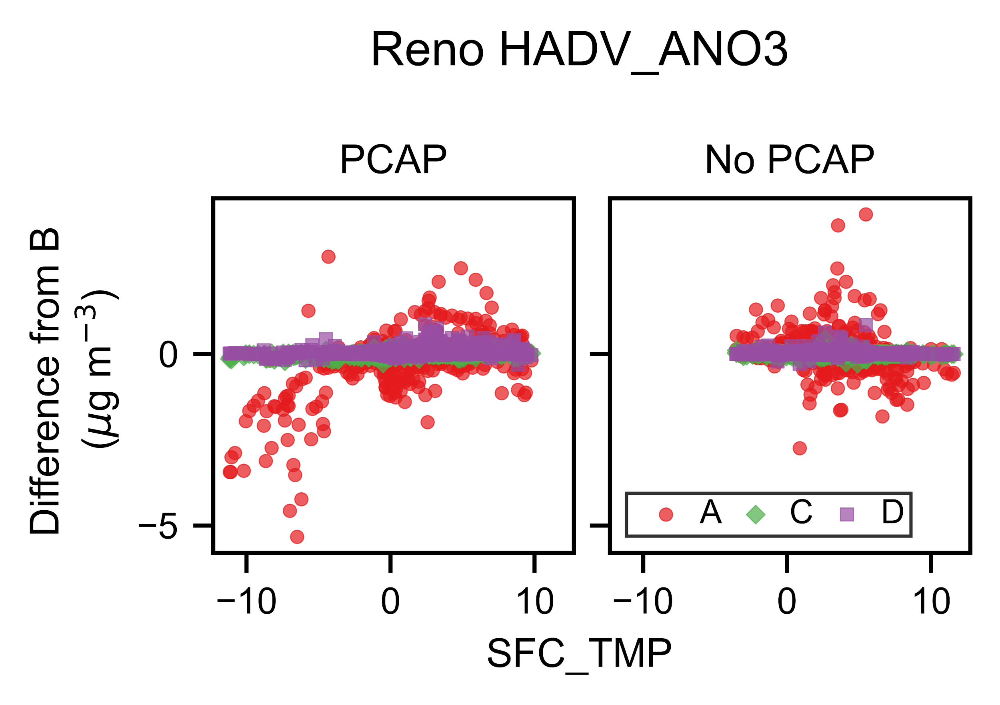 Reno HADV_ANO3
PCAP
No PCAP
Difference from B
(μg m⁻³)
0
−5
A C D
−10 0 10
−10 0 10
SFC_TMP